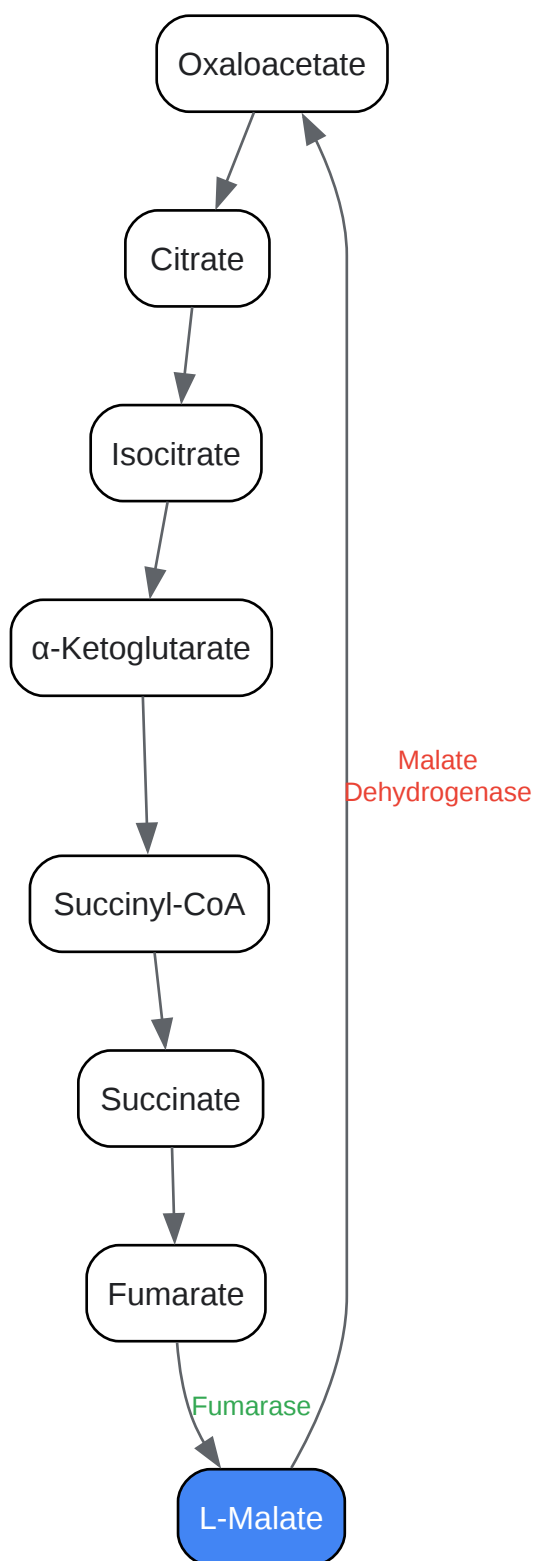 Oxaloacetate
Citrate
Isocitrate
α-Ketoglutarate
Malate
Dehydrogenase
Succinyl-CoA
Succinate
Fumarate
Fumarase
L-Malate